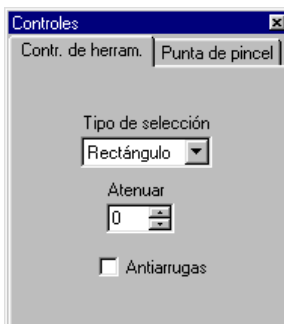 Controles
Contr. de herram. Punta de pincel
Tipo de selección
Rectángulo
Atenuar
0
Antiarrugas